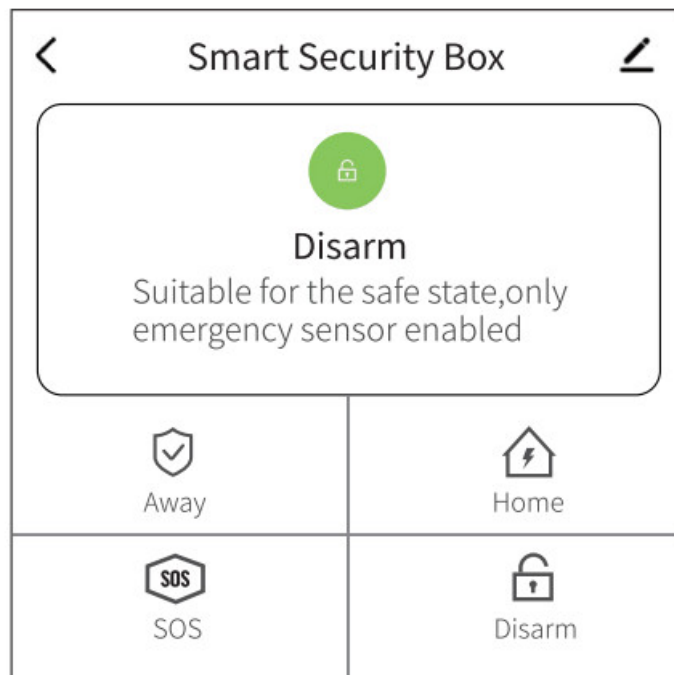 Smart Security Box
Disarm
Suitable for the safe state,only
emergency sensor enabled
Away
Home
SOS
SOS
Disarm